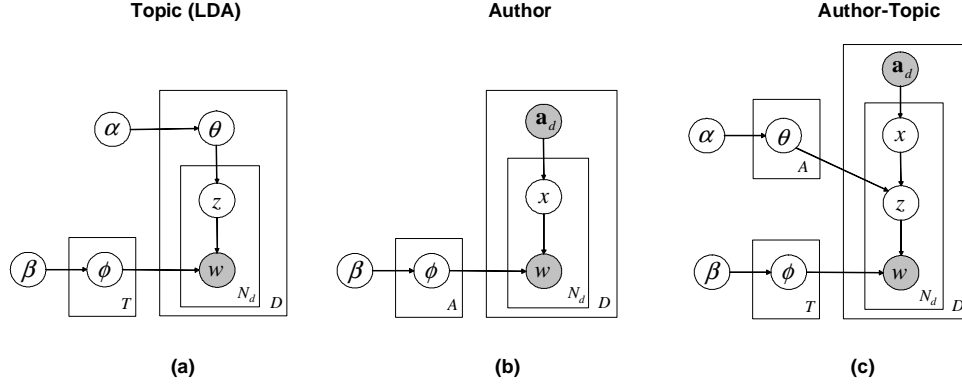 Topic (LDA)
α
θ
z
β
ϕ
w
T
N_d
D
(a)
Author
a_d
x
β
ϕ
w
A
N_d
D
(b)
Author-Topic
a_d
α
θ
x
A
z
β
ϕ
w
T
N_d
D
(c)